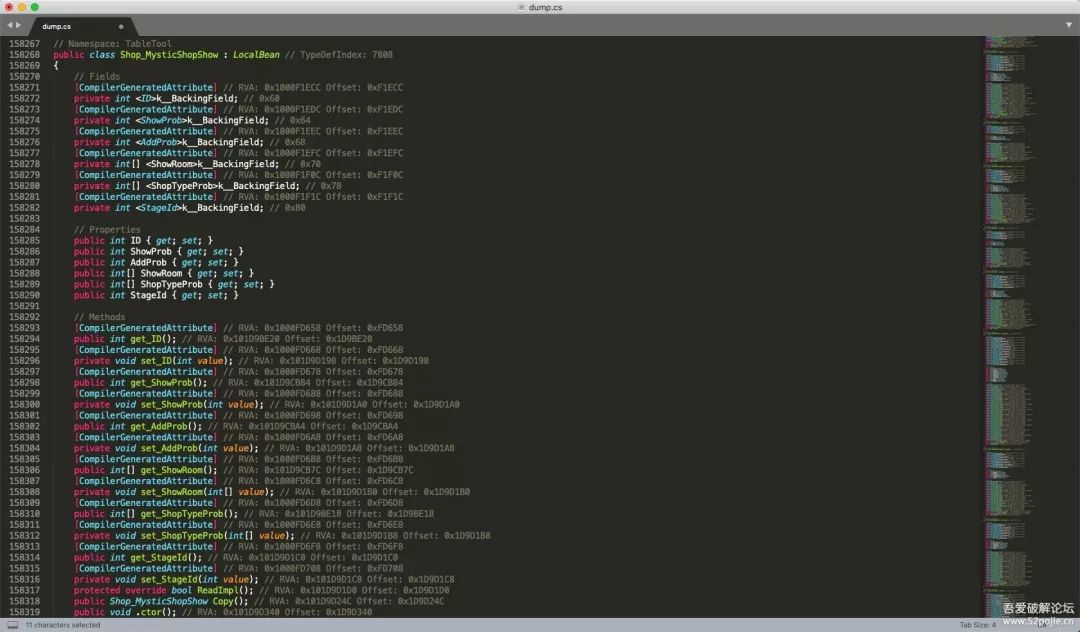 dump.cs
dump.cs
158267 // Namespace: TableTool
158268 public class Shop_MysticShopShow : LocalBean // TypeDefIndex: 7808
158269 {
158270 // Fields
158271 [CompilerGeneratedAttribute] // RVA: 0x1000F1ECC Offset: 0xF1ECC
158272 private int <ID>k__BackingField; // 0x60
158273 [CompilerGeneratedAttribute] // RVA: 0x1000F1EDC Offset: 0xF1EDC
158274 private int <ShowProb>k__BackingField; // 0x64
158275 [CompilerGeneratedAttribute] // RVA: 0x1000F1EEC Offset: 0xF1EEC
158276 private int <AddProb>k__BackingField; // 0x68
158277 [CompilerGeneratedAttribute] // RVA: 0x1000F1EFC Offset: 0xF1EFC
158278 private int[] <ShowRoom>k__BackingField; // 0x70
158279 [CompilerGeneratedAttribute] // RVA: 0x1000F1F0C Offset: 0xF1F0C
158280 private int[] <ShopTypeProb>k__BackingField; // 0x78
158281 [CompilerGeneratedAttribute] // RVA: 0x1000F1F1C Offset: 0xF1F1C
158282 private int <StageId>k__BackingField; // 0x80
158283
158284 // Properties
158285 public int ID { get; set; }
158286 public int ShowProb { get; set; }
158287 public int AddProb { get; set; }
158288 public int[] ShowRoom { get; set; }
158289 public int[] ShopTypeProb { get; set; }
158290 public int StageId { get; set; }
158291
158292 // Methods
158293 [CompilerGeneratedAttribute] // RVA: 0x1000FD658 Offset: 0xFD658
158294 public int get_ID(); // RVA: 0x101D9BE20 Offset: 0x1D9BE20
158295 [CompilerGeneratedAttribute] // RVA: 0x1000FD668 Offset: 0xFD668
158296 private void set_ID(int value); // RVA: 0x101D9D198 Offset: 0x1D9D198
158297 [CompilerGeneratedAttribute] // RVA: 0x1000FD678 Offset: 0xFD678
158298 public int get_ShowProb(); // RVA: 0x101D9CB84 Offset: 0x1D9CB84
158299 [CompilerGeneratedAttribute] // RVA: 0x1000FD688 Offset: 0xFD688
158300 private void set_ShowProb(int value); // RVA: 0x101D9D1A0 Offset: 0x1D9D1A0
158301 [CompilerGeneratedAttribute] // RVA: 0x1000FD698 Offset: 0xFD698
158302 public int get_AddProb(); // RVA: 0x101D9CBA4 Offset: 0x1D9CBA4
158303 [CompilerGeneratedAttribute] // RVA: 0x1000FD6A8 Offset: 0xFD6A8
158304 private void set_AddProb(int value); // RVA: 0x101D9D1A8 Offset: 0x1D9D1A8
158305 [CompilerGeneratedAttribute] // RVA: 0x1000FD6B8 Offset: 0xFD6B8
158306 public int[] get_ShowRoom(); // RVA: 0x101D9CB7C Offset: 0x1D9CB7C
158307 [CompilerGeneratedAttribute] // RVA: 0x1000FD6C8 Offset: 0xFD6C8
158308 private void set_ShowRoom(int[] value); // RVA: 0x101D9D1B0 Offset: 0x1D9D1B0
158309 [CompilerGeneratedAttribute] // RVA: 0x1000FD6D8 Offset: 0xFD6D8
158310 public int[] get_ShopTypeProb(); // RVA: 0x101D9BE18 Offset: 0x1D9BE18
158311 [CompilerGeneratedAttribute] // RVA: 0x1000FD6E8 Offset: 0xFD6E8
158312 private void set_ShopTypeProb(int[] value); // RVA: 0x101D9D1B8 Offset: 0x1D9D1B8
158313 [CompilerGeneratedAttribute] // RVA: 0x1000FD6F8 Offset: 0xFD6F8
158314 public int get_StageId(); // RVA: 0x101D9D1C0 Offset: 0x1D9D1C0
158315 [CompilerGeneratedAttribute] // RVA: 0x1000FD708 Offset: 0xFD708
158316 private void set_StageId(int value); // RVA: 0x101D9D1C8 Offset: 0x1D9D1C8
158317 protected override bool ReadImpl(); // RVA: 0x101D9D1D0 Offset: 0x1D9D1D0
158318 public Shop_MysticShopShow Copy(); // RVA: 0x101D9D24C Offset: 0x1D9D24C
158319 public void .ctor(); // RVA: 0x101D9D340 Offset: 0x1D9D340
吾爱破解论坛
www.52pojie.cn
11 characters selected
Tab Size: 4